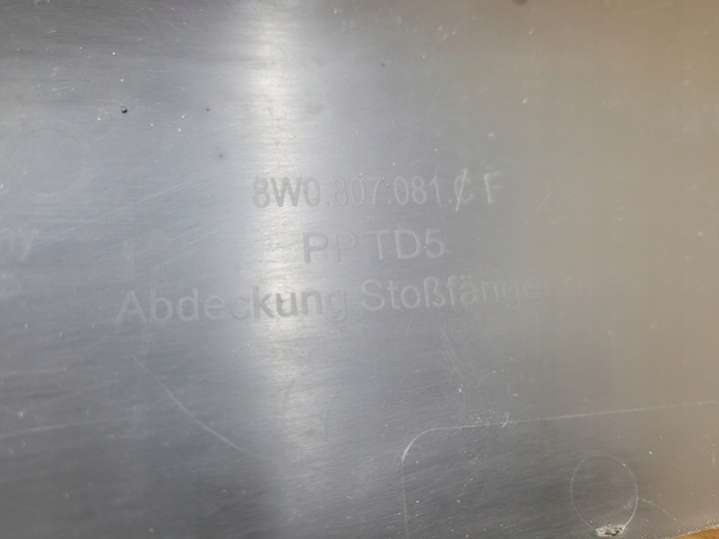 8W0.807.081.C F
PP TD5
Abdeckung Stoßfänger